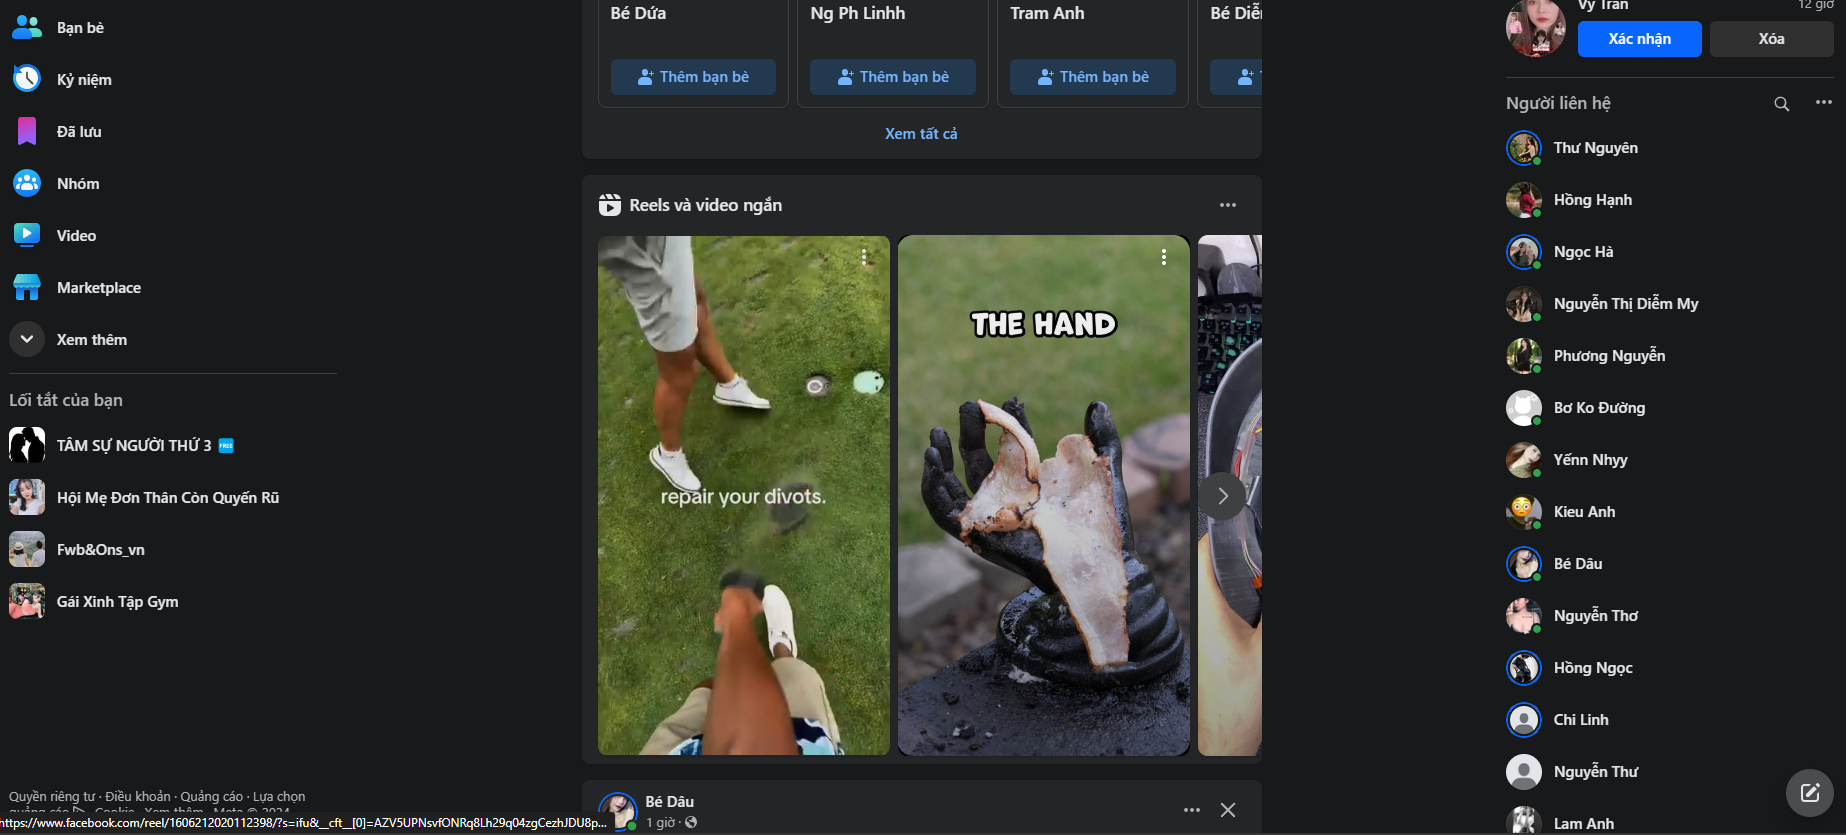 Bạn bè
Kỷ niệm
Đã lưu
Nhóm
Video
Marketplace
Xem thêm
Lối tắt của bạn
TÂM SỰ NGƯỜI THỨ 3 FREE
Hội Mẹ Đơn Thân Còn Quyến Rũ
Fwb&Ons_vn
Gái Xinh Tập Gym
Quyền riêng tư · Điều khoản · Quảng cáo · Lựa chọn
quảng cáo · Cookie · Xem thêm · Meta © 2024
https://www.facebook.com/reel/1606212020112398/?s=ifu&__cft__[0]=AZV5UPNsvfONRq8Lh29q04zgCezhJDU8p...
Bé Dứa
Ng Ph Linhh
Tram Anh
Bé Diễ
Thêm bạn bè
Thêm bạn bè
Thêm bạn bè
Xem tất cả
Reels và video ngắn
repair your divots.
THE HAND
Bé Dâu
1 giờ ·
Vy Trần
12 giờ
Xác nhận
Xóa
Người liên hệ
Thư Nguyên
Hồng Hạnh
Ngọc Hà
Nguyễn Thị Diễm My
Phương Nguyễn
Bơ Ko Đường
Yếnn Nhyy
Kieu Anh
Bé Dâu
Nguyễn Thơ
Hồng Ngọc
Chi Linh
Nguyễn Thư
Lam Anh